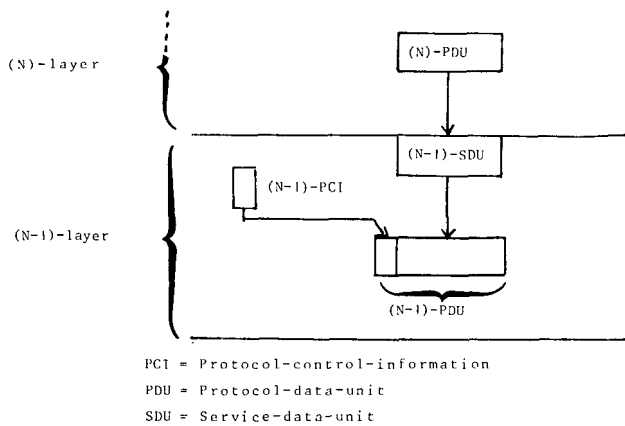 (N)-PDU
(N)-layer
(N-1)-SDU
(N-1)-PCI
(N-1)-layer
(N-1)-PDU
PCI = Protocol-control-information
PDU = Protocol-data-unit
SDU = Service-data-unit